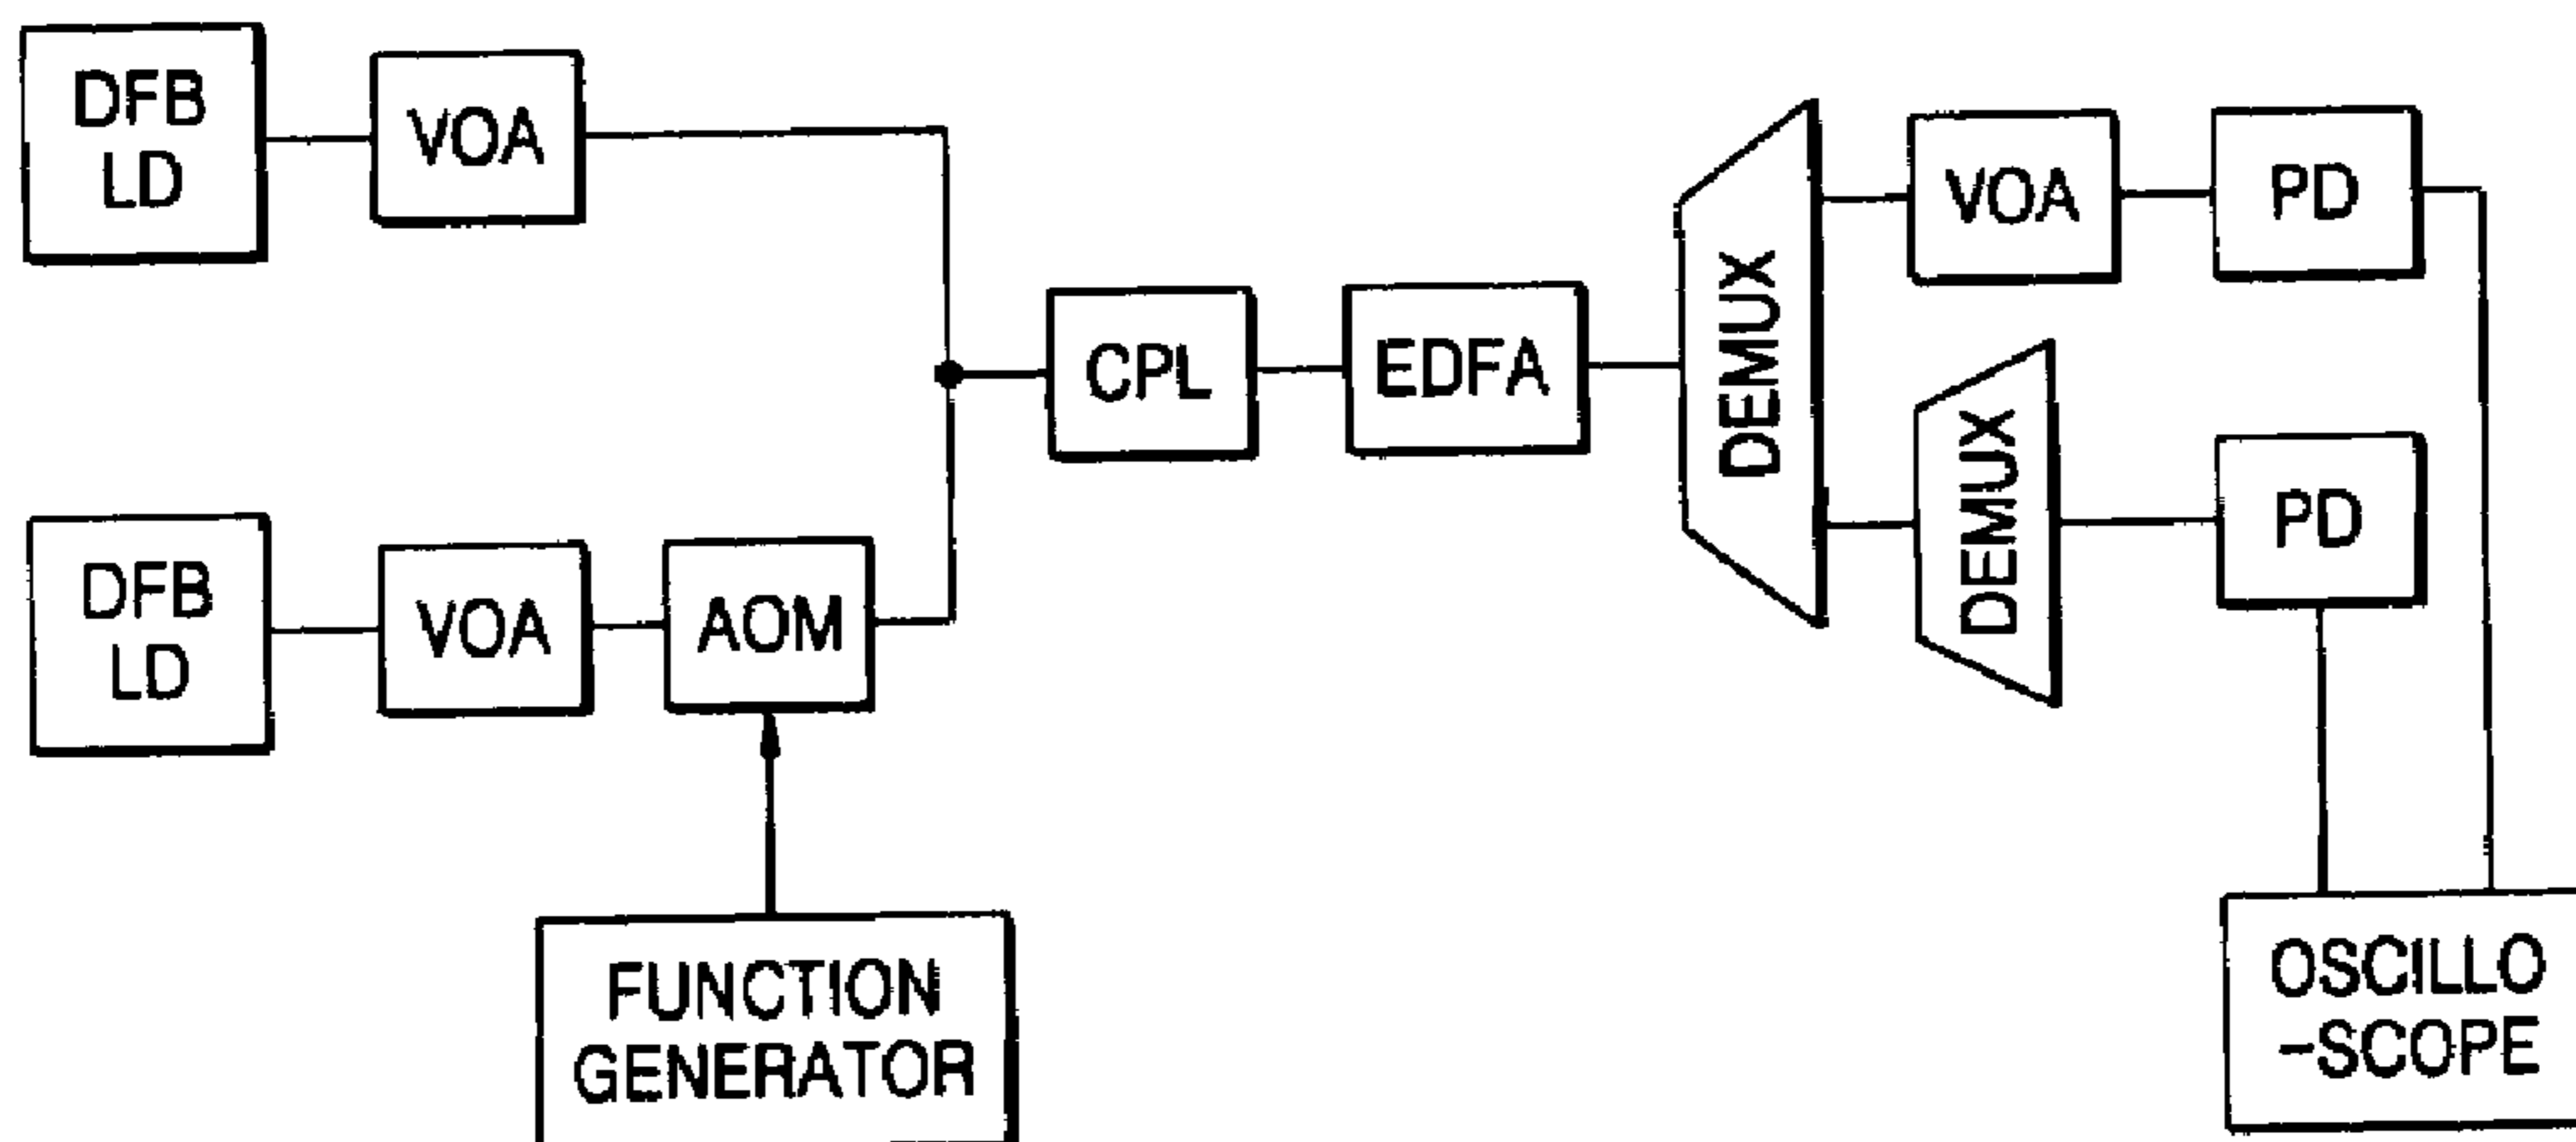 DFB
LD
VOA
VOA
PD
DEMUX
CPL
EDFA
DEMUX
PD
DFB
LD
VOA
AOM
FUNCTION
GENERATOR
OSCILLO
-SCOPE